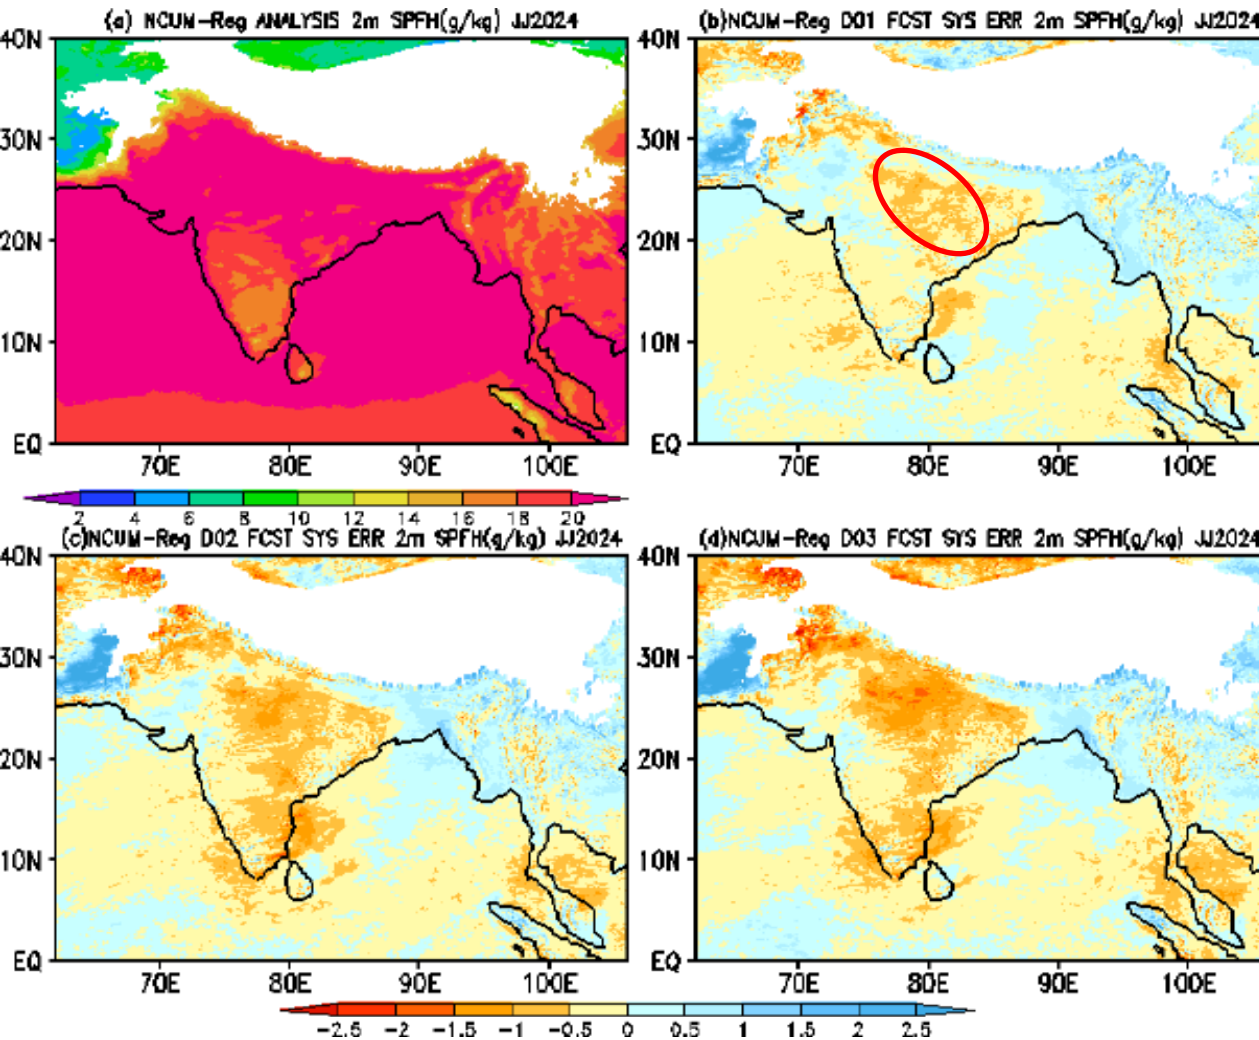 (a) NCUM-Reg ANALYSIS 2m SPFH(g/kg) JJ2024
(b)NCUM-Reg D01 FCST SYS ERR 2m SPFH(g/kg) JJ2024
40N
30N
20N
10N
EQ
70E 80E 90E 100E
40N
30N
20N
10N
EQ
70E 80E 90E 100E
2 4 6 8 10 12 14 16 18 20
(c)NCUM-Reg D02 FCST SYS ERR 2m SPFH(g/kg) JJ2024
(d)NCUM-Reg D03 FCST SYS ERR 2m SPFH(g/kg) JJ2024
40N
30N
20N
10N
EQ
70E 80E 90E 100E
40N
30N
20N
10N
EQ
70E 80E 90E 100E
-2.5 -2 -1.5 -1 -0.5 0 0.5 1 1.5 2 2.5